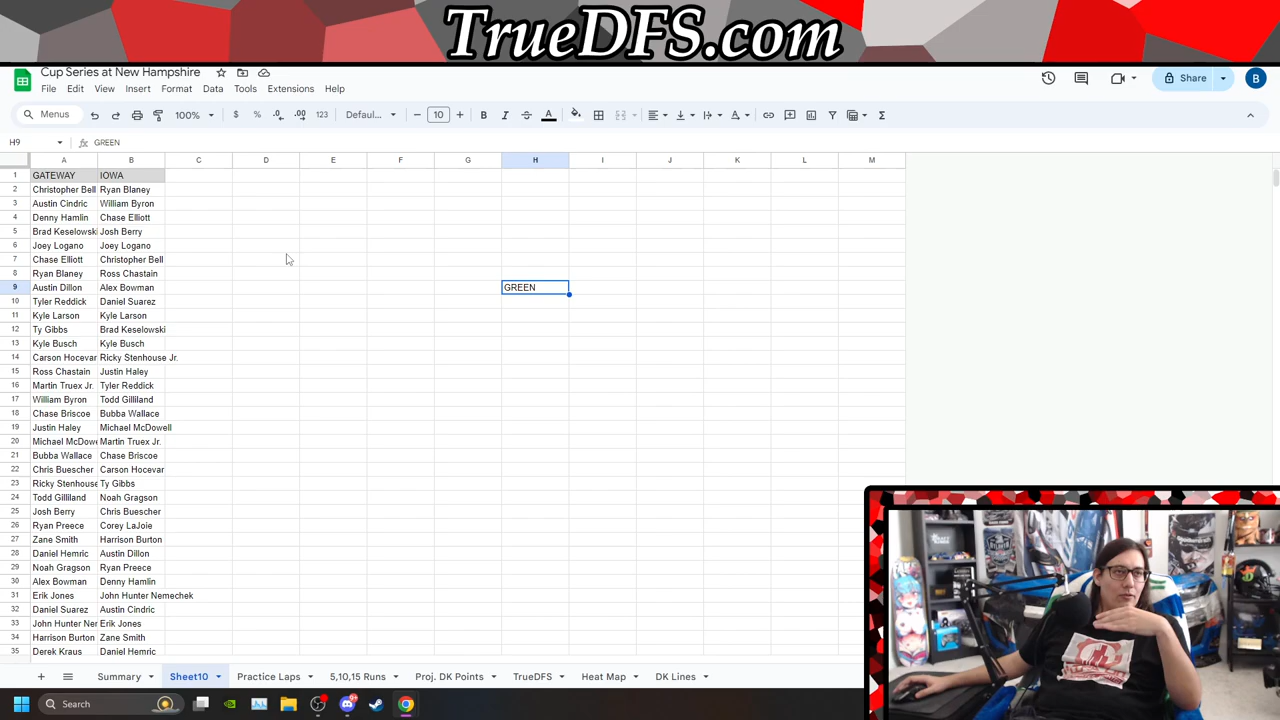 TrueDFS.com
Cup Series at New Hampshire
File Edit View Insert Format Data Tools Extensions Help
Share
B
Menus
100%
$ % .0 .00 123
Defaul...
10
B I A
H9
GREEN
A B C D E F G H I J K L M
1 GATEWAY IOWA
2 Christopher Bell Ryan Blaney
3 Austin Cindric William Byron
4 Denny Hamlin Chase Elliott
5 Brad Keselowski Josh Berry
6 Joey Logano Joey Logano
7 Chase Elliott Christopher Bell
8 Ryan Blaney Ross Chastain
9 Austin Dillon Alex Bowman GREEN
10 Tyler Reddick Daniel Suarez
11 Kyle Larson Kyle Larson
12 Ty Gibbs Brad Keselowski
13 Kyle Busch Kyle Busch
14 Carson Hocevar Ricky Stenhouse Jr.
15 Ross Chastain Justin Haley
16 Martin Truex Jr. Tyler Reddick
17 William Byron Todd Gilliland
18 Chase Briscoe Bubba Wallace
19 Justin Haley Michael McDowell
20 Michael McDowe Martin Truex Jr.
21 Bubba Wallace Chase Briscoe
22 Chris Buescher Carson Hocevar
23 Ricky Stenhouse Ty Gibbs
24 Todd Gilliland Noah Gragson
25 Josh Berry Chris Buescher
26 Ryan Preece Corey LaJoie
27 Zane Smith Harrison Burton
28 Daniel Hemric Austin Dillon
29 Noah Gragson Ryan Preece
30 Alex Bowman Denny Hamlin
31 Erik Jones John Hunter Nemechek
32 Daniel Suarez Austin Cindric
33 John Hunter Nem Erik Jones
34 Harrison Burton Zane Smith
35 Derek Kraus Daniel Hemric
Summary Sheet10 Practice Laps 5,10,15 Runs Proj. DK Points TrueDFS Heat Map DK Lines
Search